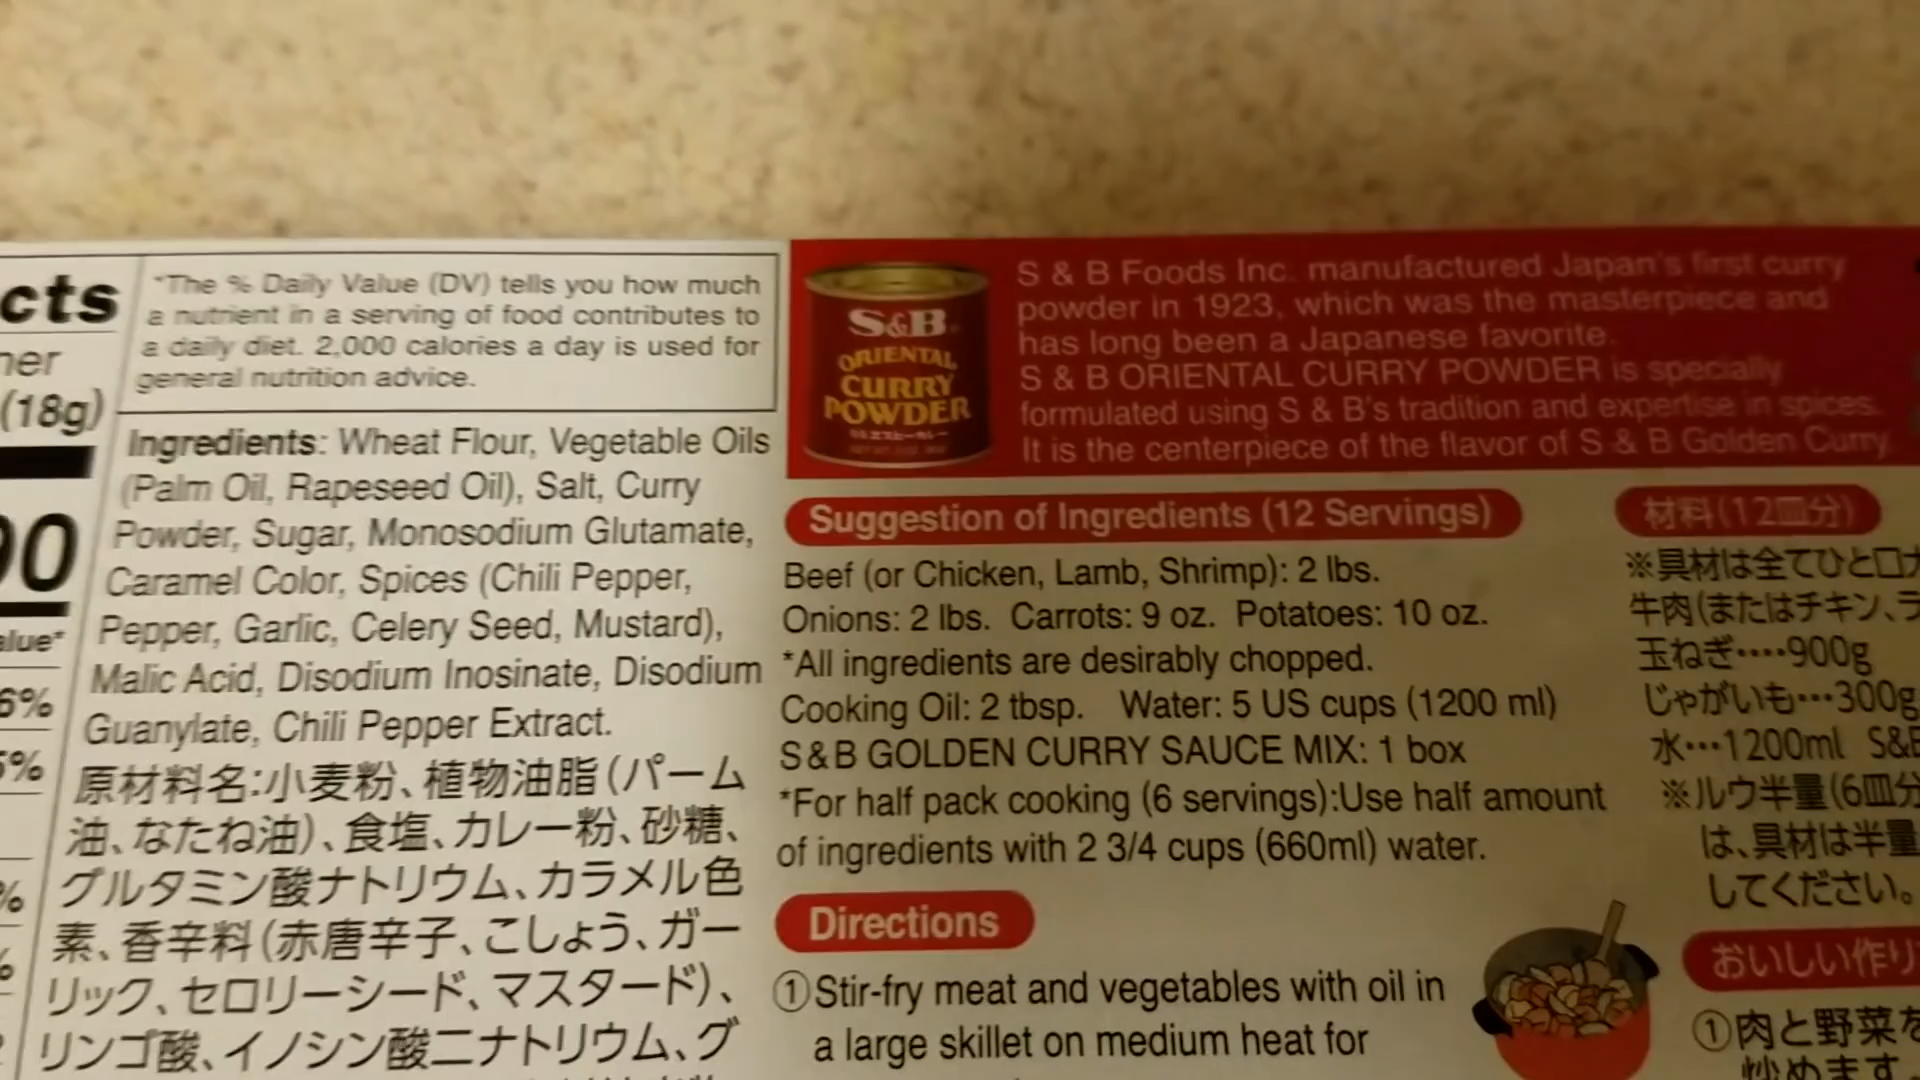 cts
(18g)
*The % Daily Value (DV) tells you how much
a nutrient in a serving of food contributes to
a daily diet. 2,000 calories a day is used for
general nutrition advice.
Ingredients: Wheat Flour, Vegetable Oils
(Palm Oil, Rapeseed Oil), Salt, Curry
Powder, Sugar, Monosodium Glutamate,
Caramel Color, Spices (Chili Pepper,
Pepper, Garlic, Celery Seed, Mustard),
Malic Acid, Disodium Inosinate, Disodium
Guanylate, Chili Pepper Extract.
原材料名:小麦粉、植物油脂(パーム
油、なたね油)、食塩、カレー粉、砂糖、
グルタミン酸ナトリウム、カラメル色
素、香辛料(赤唐辛子、こしょう、ガー
リック、セロリーシード、マスタード)、
リンゴ酸、イノシン酸二ナトリウム、グ
S&B
ORIENTAL
CURRY
POWDER
S & B Foods Inc. manufactured Japan's first curry
powder in 1923, which was the masterpiece and
has long been a Japanese favorite.
S & B ORIENTAL CURRY POWDER is specially
formulated using S & B's tradition and expertise in spices.
It is the centerpiece of the flavor of S & B Golden Curry.
Suggestion of Ingredients (12 Servings)
Beef (or Chicken, Lamb, Shrimp): 2 lbs.
Onions: 2 lbs. Carrots: 9 oz. Potatoes: 10 oz.
*All ingredients are desirably chopped.
Cooking Oil: 2 tbsp. Water: 5 US cups (1200 ml)
S&B GOLDEN CURRY SAUCE MIX: 1 box
*For half pack cooking (6 servings):Use half amount
of ingredients with 2 3/4 cups (660ml) water.
Directions
①Stir-fry meat and vegetables with oil in
a large skillet on medium heat for
材料(12皿分)
※具材は全てひと口大
牛肉(またはチキン、ラ
玉ねぎ････900g
じゃがいも･･･300g
水･･･1200ml S&B
※ルウ半量(6皿分
は、具材は半量
してください。
おいしい作り
①肉と野菜を
炒めます。